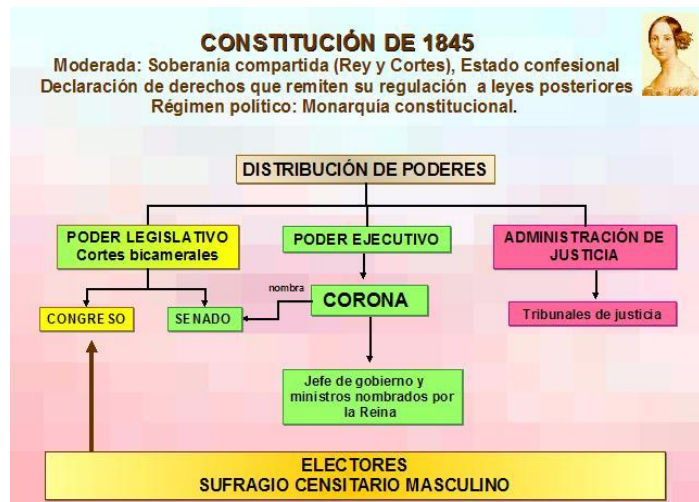 CONSTITUCIÓN DE 1845
Moderada: Soberanía compartida (Rey y Cortes), Estado confesional
Declaración de derechos que remiten su regulación a leyes posteriores
Régimen político: Monarquía constitucional.
DISTRIBUCIÓN DE PODERES
PODER LEGISLATIVO
Cortes bicamerales
PODER EJECUTIVO
ADMINISTRACIÓN DE
JUSTICIA
nombra
CONGRESO
SENADO
CORONA
Tribunales de justicia
Jefe de gobierno y
ministros nombrados por
la Reina
ELECTORES
SUFRAGIO CENSITARIO MASCULINO